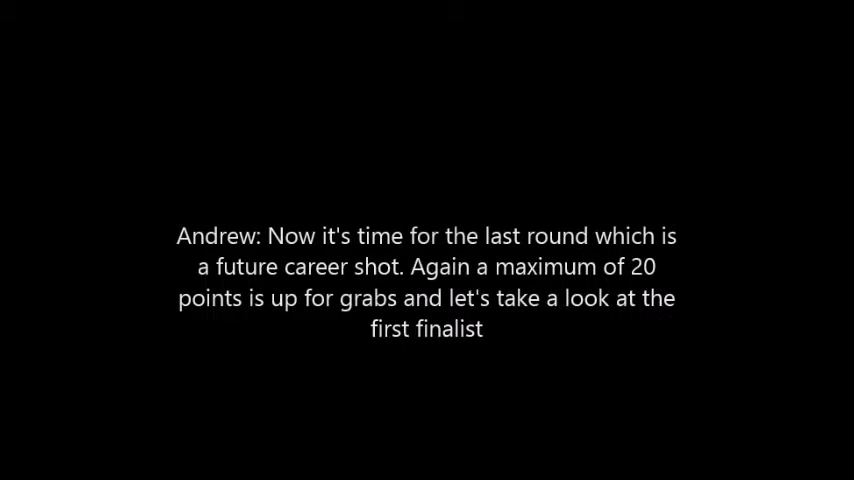 Andrew: Now it's time for the last round which is
a future career shot. Again a maximum of 20
points is up for grabs and let's take a look at the
first finalist